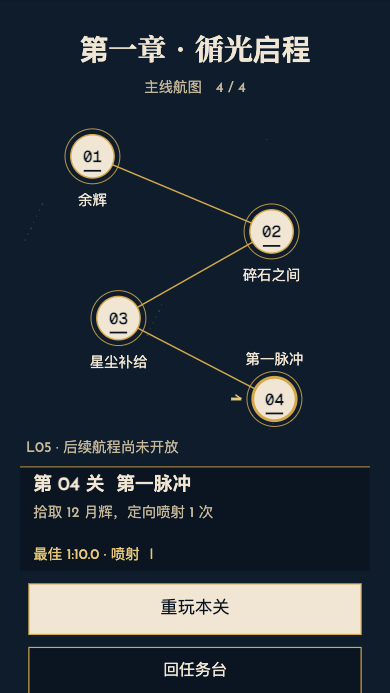 第一章 · 循光启程
主线航图 4 / 4
01
余辉
02
碎石之间
03
星尘补给
第一脉冲
04
L05 · 后续航程尚未开放
第 04 关 第一脉冲
拾取 12 月辉，定向喷射 1 次
最佳 1:10.0 · 喷射 1
重玩本关
回任务台